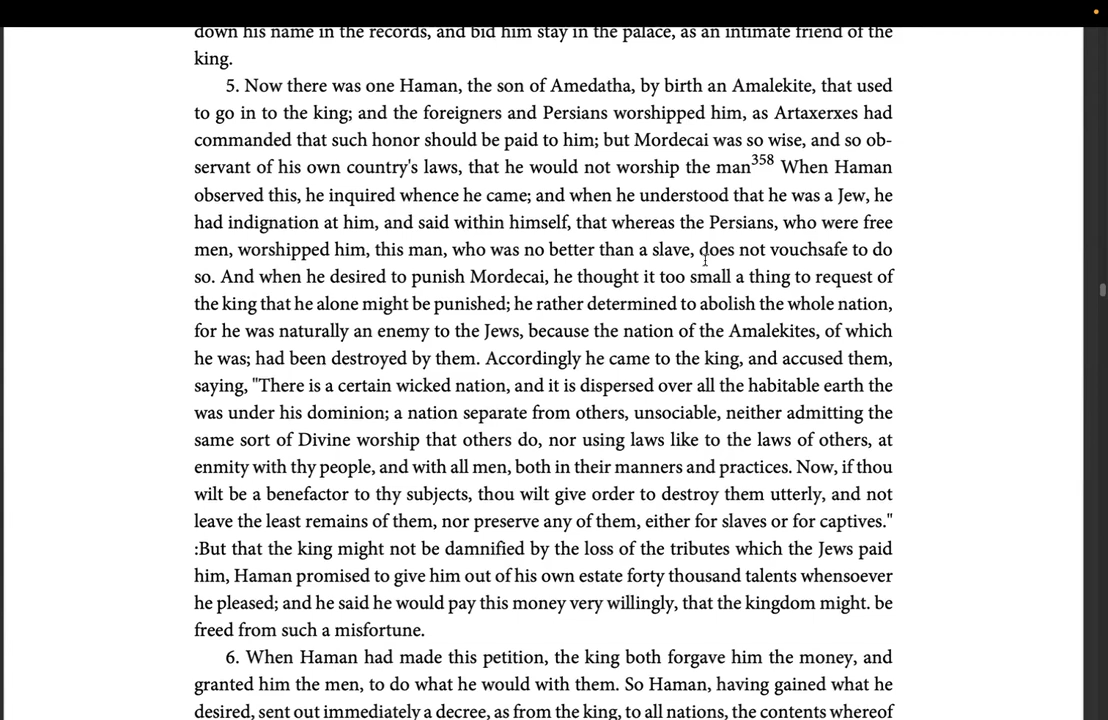 down his name in the records, and bid him stay in the palace, as an intimate friend of the
king.
5. Now there was one Haman, the son of Amedatha, by birth an Amalekite, that used
to go in to the king; and the foreigners and Persians worshipped him, as Artaxerxes had
commanded that such honor should be paid to him; but Mordecai was so wise, and so ob-
servant of his own country's laws, that he would not worship the man358 When Haman
observed this, he inquired whence he came; and when he understood that he was a Jew, he
had indignation at him, and said within himself, that whereas the Persians, who were free
men, worshipped him, this man, who was no better than a slave, does not vouchsafe to do
so. And when he desired to punish Mordecai, he thought it too small a thing to request of
the king that he alone might be punished; he rather determined to abolish the whole nation,
for he was naturally an enemy to the Jews, because the nation of the Amalekites, of which
he was; had been destroyed by them. Accordingly he came to the king, and accused them,
saying, "There is a certain wicked nation, and it is dispersed over all the habitable earth the
was under his dominion; a nation separate from others, unsociable, neither admitting the
same sort of Divine worship that others do, nor using laws like to the laws of others, at
enmity with thy people, and with all men, both in their manners and practices. Now, if thou
wilt be a benefactor to thy subjects, thou wilt give order to destroy them utterly, and not
leave the least remains of them, nor preserve any of them, either for slaves or for captives."
:But that the king might not be damnified by the loss of the tributes which the Jews paid
him, Haman promised to give him out of his own estate forty thousand talents whensoever
he pleased; and he said he would pay this money very willingly, that the kingdom might. be
freed from such a misfortune.
6. When Haman had made this petition, the king both forgave him the money, and
granted him the men, to do what he would with them. So Haman, having gained what he
desired, sent out immediately a decree, as from the king, to all nations, the contents whereof